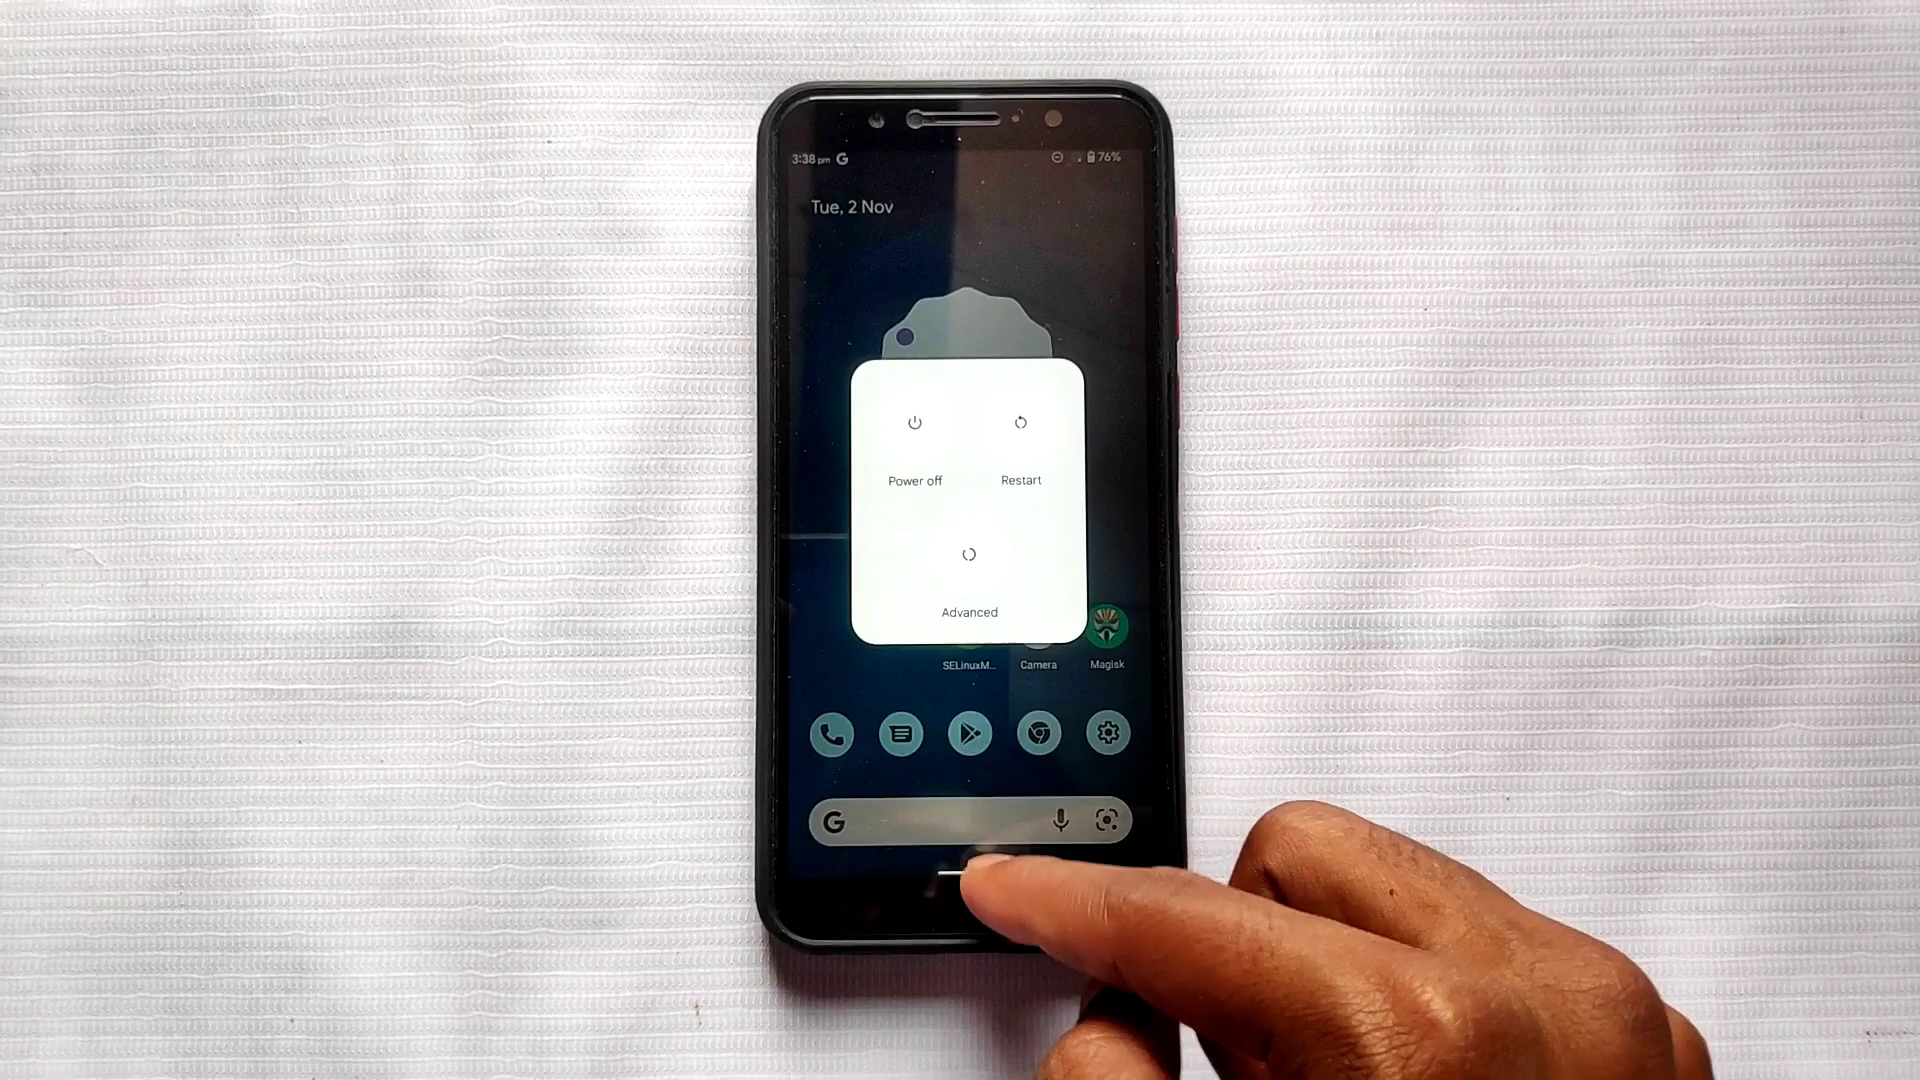 3:38 pm G
76%
Tue, 2 Nov
Power off
Restart
Advanced
SELinuxM...
Camera
Magisk
G